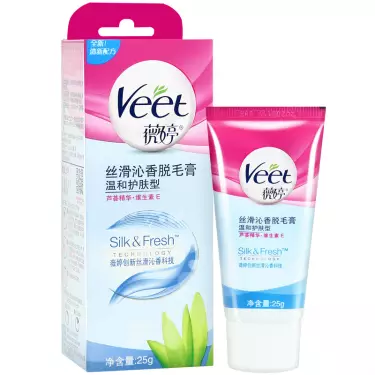 全新
清新配方
Veet
薇婷
丝滑沁香脱毛膏
温和护肤型
芦荟精华·维生素E
Silk & Fresh™
TECHNOLOGY
薇婷创新丝滑沁香科技
净含量:25g
Veet
薇婷
丝滑沁香脱毛膏
温和护肤型
芦荟精华·维生素E
Silk & Fresh™
TECHNOLOGY
薇婷创新丝滑沁香科技
净含量:25g